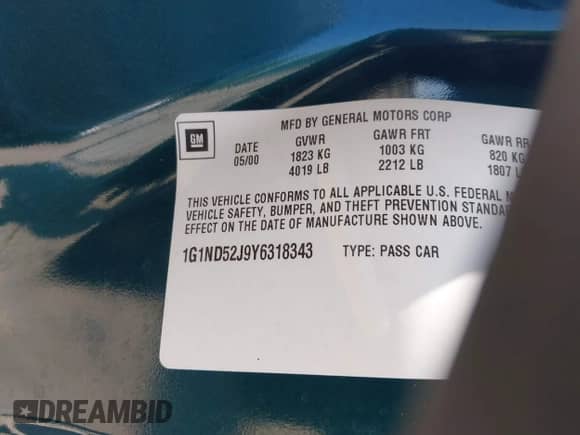 GM
MFD BY GENERAL MOTORS CORP
DATE GVWR GAWR FRT GAWR RR
05/00 1823 KG 1003 KG 820 KG
4019 LB 2212 LB 1807
THIS VEHICLE CONFORMS TO ALL APPLICABLE U.S. FEDERAL
VEHICLE SAFETY, BUMPER, AND THEFT PREVENTION
EFFECT ON THE DATE OF MANUFACTURE SHOWN ABOVE.
1G1ND52J9Y6318343 TYPE: PASS CAR
DREAMBID